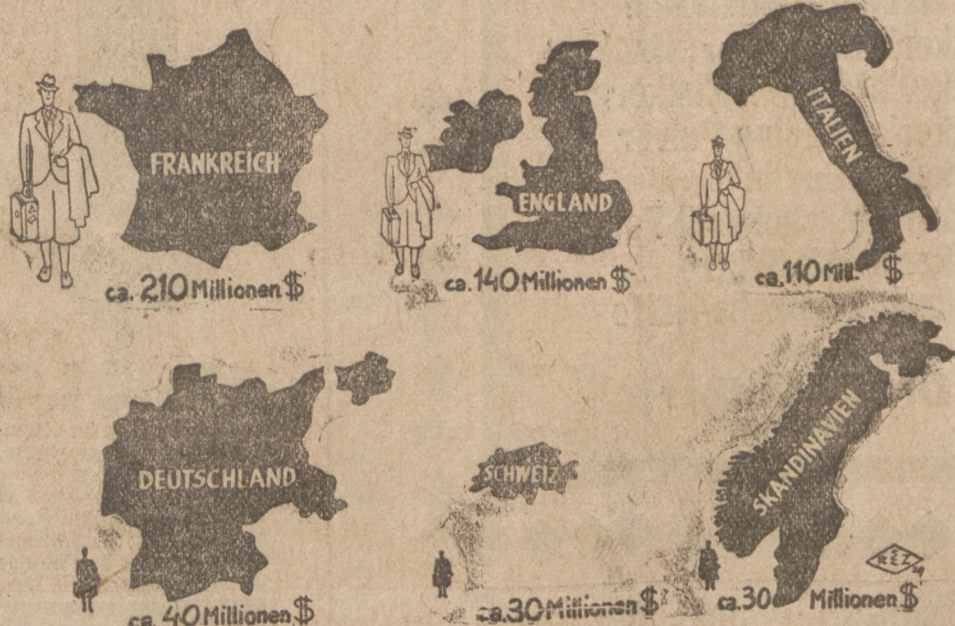 FRANKREICH
ca. 210 Millionen $
ENGLAND
ca. 140 Millionen $
ITALIEN
ca. 110 Mill. $
DEUTSCHLAND
ca. 40 Millionen $
SCHWEIZ
ca. 30 Millionen $
SKANDINAVIEN
ca. 30 Millionen $